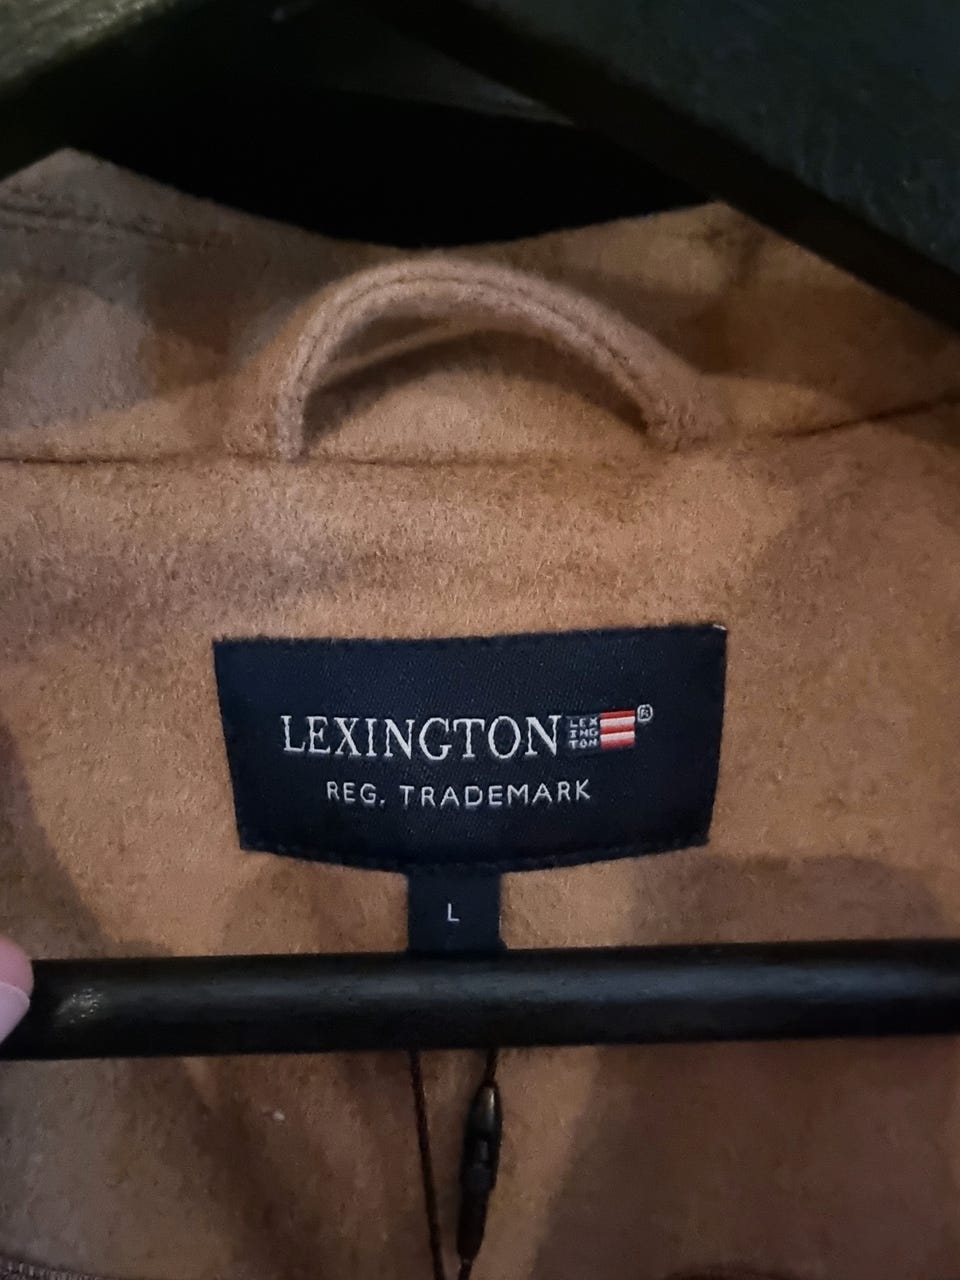 LEXINGTON LEX
ING
TON ®
REG. TRADEMARK
L